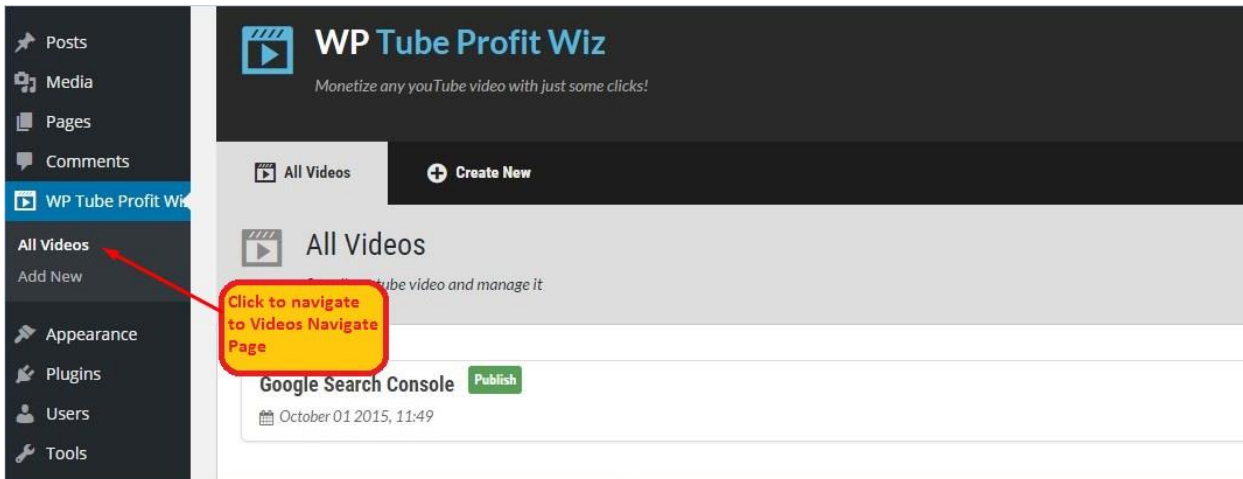 Posts
Media
Pages
Comments
WP Tube Profit
All Videos
Add New
Appearance
Plugins
Users
Tools
WP Tube Profit Wiz
Monetize any youTube video with just some clicks!
All Videos
Create New
All Videos
video and manage it
Click to navigate
to Videos Navigate
Page
Google Search Console Publish
October 01 2015, 11:49